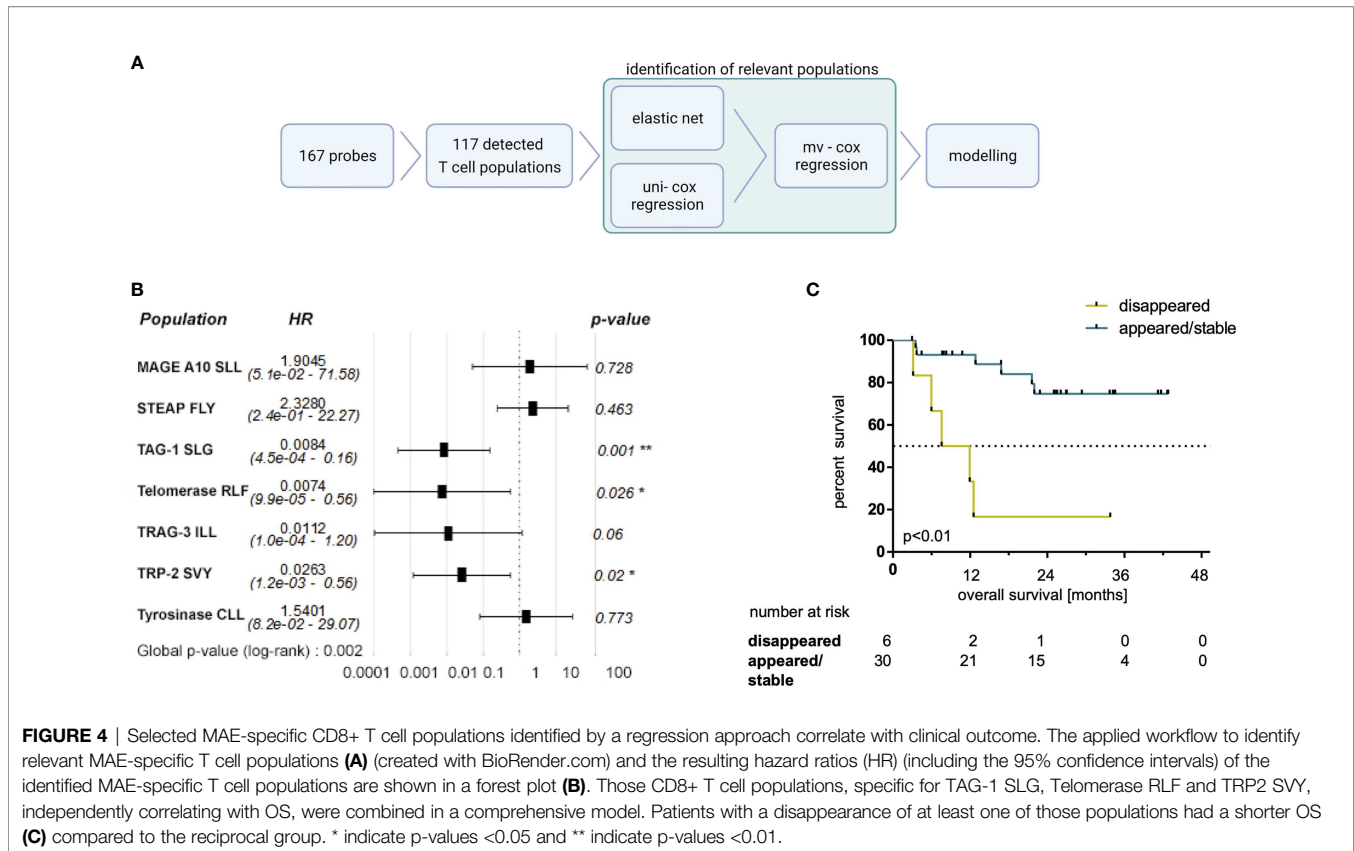 A
identification of relevant populations
167 probes
117 detected
T cell populations
elastic net
uni- cox
regression
mv - cox
regression
modelling
B
Population HR p-value
MAGE A10 SLL 1.9045 (5.1e-02 - 71.58) 0.728
STEAP FLY 2.3280 (2.4e-01 - 22.27) 0.463
TAG-1 SLG 0.0084 (4.5e-04 - 0.16) 0.001 **
Telomerase RLF 0.0074 (9.9e-05 - 0.56) 0.026 *
TRAG-3 ILL 0.0112 (1.0e-04 - 1.20) 0.06
TRP-2 SVY 0.0263 (1.2e-03 - 0.56) 0.02 *
Tyrosinase CLL 1.5401 (8.2e-02 - 29.07) 0.773
Global p-value (log-rank) : 0.002
0.0001 0.001 0.01 0.1 1 10 100
C
disappeared
appeared/stable
percent survival
100
80
60
40
20
0
p<0.01
0 12 24 36 48
overall survival [months]
number at risk
disappeared 6 2 1 0 0
appeared/ 30 21 15 4 0
stable
FIGURE 4 | Selected MAE-specific CD8+ T cell populations identified by a regression approach correlate with clinical outcome. The applied workflow to identify
relevant MAE-specific T cell populations (A) (created with BioRender.com) and the resulting hazard ratios (HR) (including the 95% confidence intervals) of the
identified MAE-specific T cell populations are shown in a forest plot (B). Those CD8+ T cell populations, specific for TAG-1 SLG, Telomerase RLF and TRP2 SVY,
independently correlating with OS, were combined in a comprehensive model. Patients with a disappearance of at least one of those populations had a shorter OS
(C) compared to the reciprocal group. * indicate p-values <0.05 and ** indicate p-values <0.01.